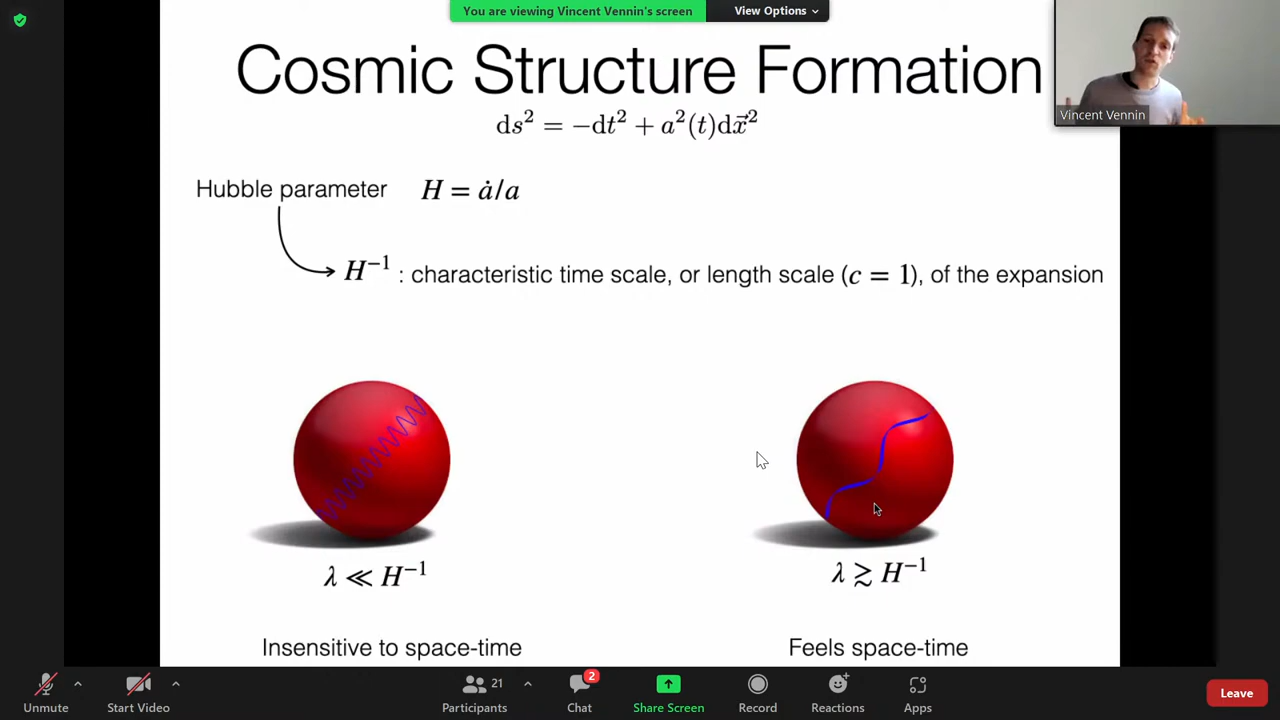 You are viewing Vincent Vennin's screen
View Options
Cosmic Structure Formation
ds² = −dt² + a²(t)dx⃗²
Vincent Vennin
Hubble parameter H = ȧ/a
H⁻¹ : characteristic time scale, or length scale (c = 1), of the expansion
λ ≪ H⁻¹
λ ≳ H⁻¹
Insensitive to space-time
Feels space-time
21
2
Unmute
Start Video
Participants
Chat
Share Screen
Record
Reactions
Apps
Leave